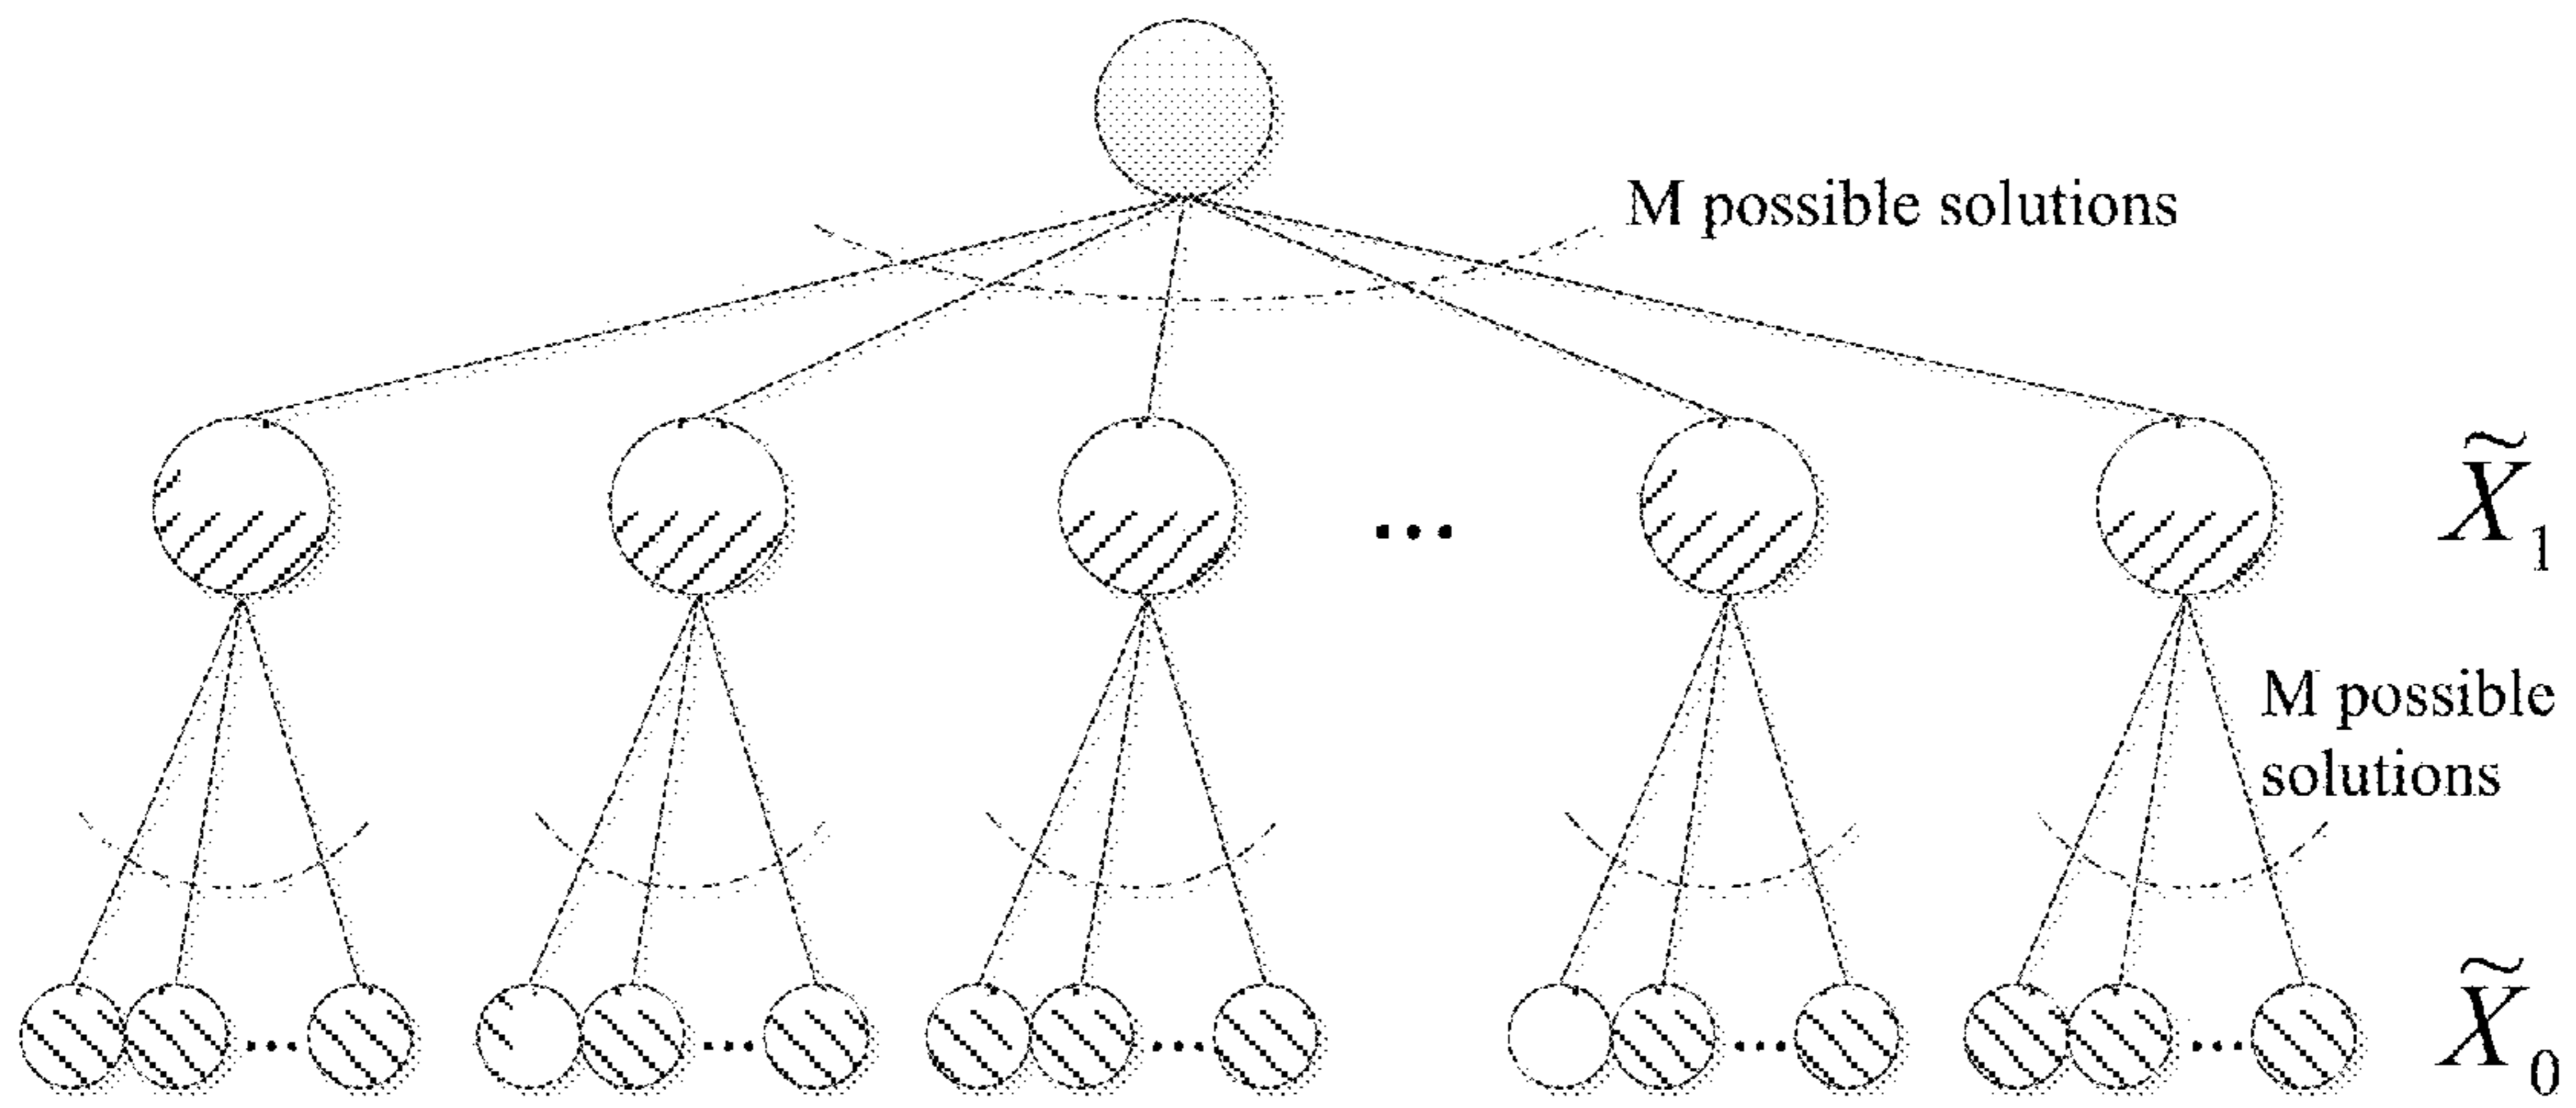 M possible solutions
...
X̃₁
M possible
solutions
... ... ... ... ...
X̃₀